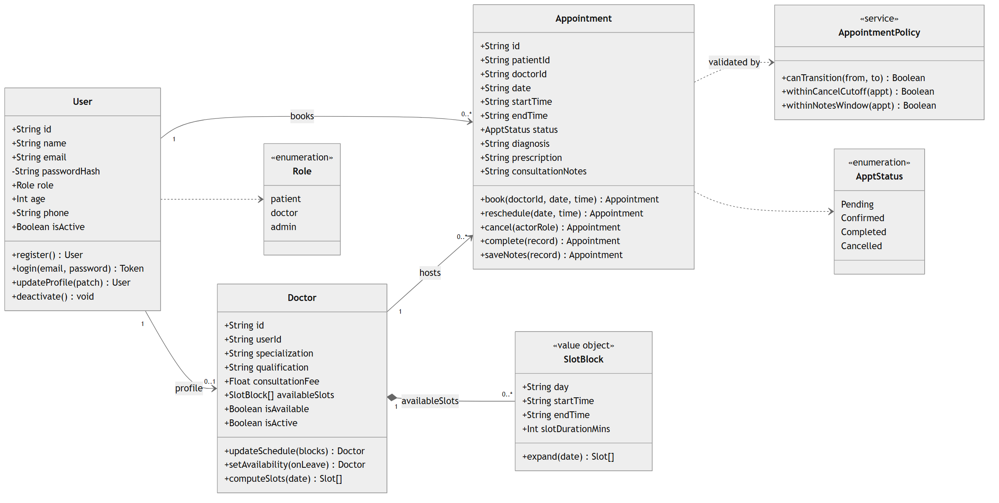 User
+String id
+String name
+String email
-String passwordHash
+Role role
+Int age
+String phone
+Boolean isActive
+register() : User
+login(email, password) : Token
+updateProfile(patch) : User
+deactivate() : void
1
books
0..*
«enumeration»
Role
patient
doctor
admin
1
profile
0..1
Doctor
+String id
+String userId
+String specialization
+String qualification
+Float consultationFee
+SlotBlock[] availableSlots
+Boolean isAvailable
+Boolean isActive
+updateSchedule(blocks) : Doctor
+setAvailability(onLeave) : Doctor
+computeSlots(date) : Slot[]
1
hosts
0..*
1
availableSlots
0..*
Appointment
+String id
+String patientId
+String doctorId
+String date
+String startTime
+String endTime
+ApptStatus status
+String diagnosis
+String prescription
+String consultationNotes
+book(doctorId, date, time) : Appointment
+reschedule(date, time) : Appointment
+cancel(actorRole) : Appointment
+complete(record) : Appointment
+saveNotes(record) : Appointment
«value object»
SlotBlock
+String day
+String startTime
+String endTime
+Int slotDurationMins
+expand(date) : Slot[]
validated by
«service»
AppointmentPolicy
+canTransition(from, to) : Boolean
+withinCancelCutoff(appt) : Boolean
+withinNotesWindow(appt) : Boolean
«enumeration»
ApptStatus
Pending
Confirmed
Completed
Cancelled